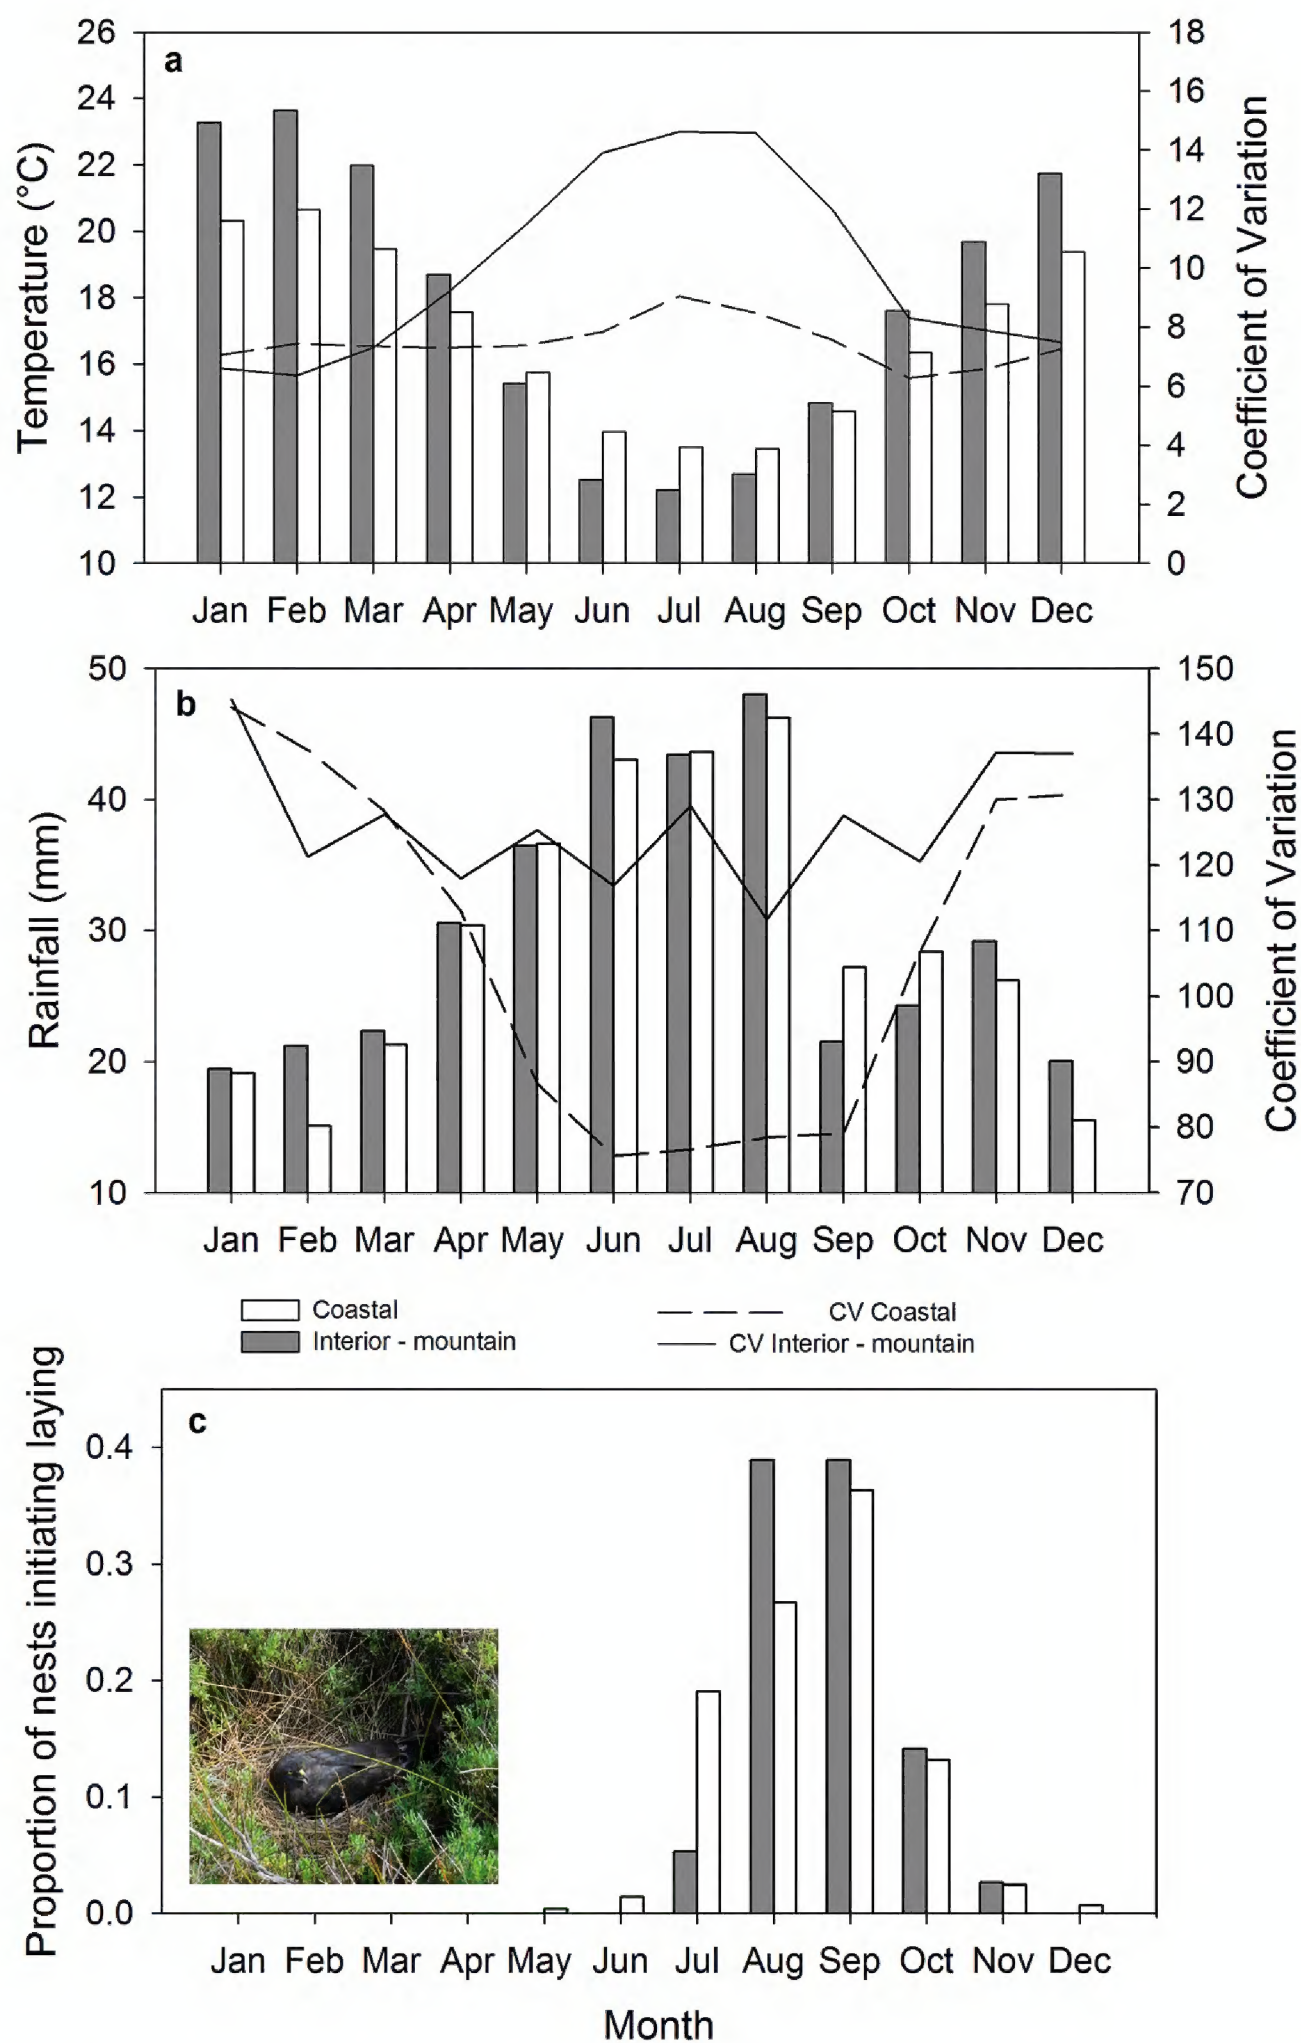 a
Temperature (°C)
26
24
22
20
18
16
14
12
10
18
16
14
12
10
8
6
4
2
0
Coefficient of Variation
Jan Feb Mar Apr May Jun Jul Aug Sep Oct Nov Dec
b
Rainfall (mm)
50
40
30
20
10
150
140
130
120
110
100
90
80
70
Coefficient of Variation
Jan Feb Mar Apr May Jun Jul Aug Sep Oct Nov Dec
Coastal
CV Coastal
Interior - mountain
CV Interior - mountain
c
Proportion of nests initiating laying
0.4
0.3
0.2
0.1
0.0
Jan Feb Mar Apr May Jun Jul Aug Sep Oct Nov Dec
Month